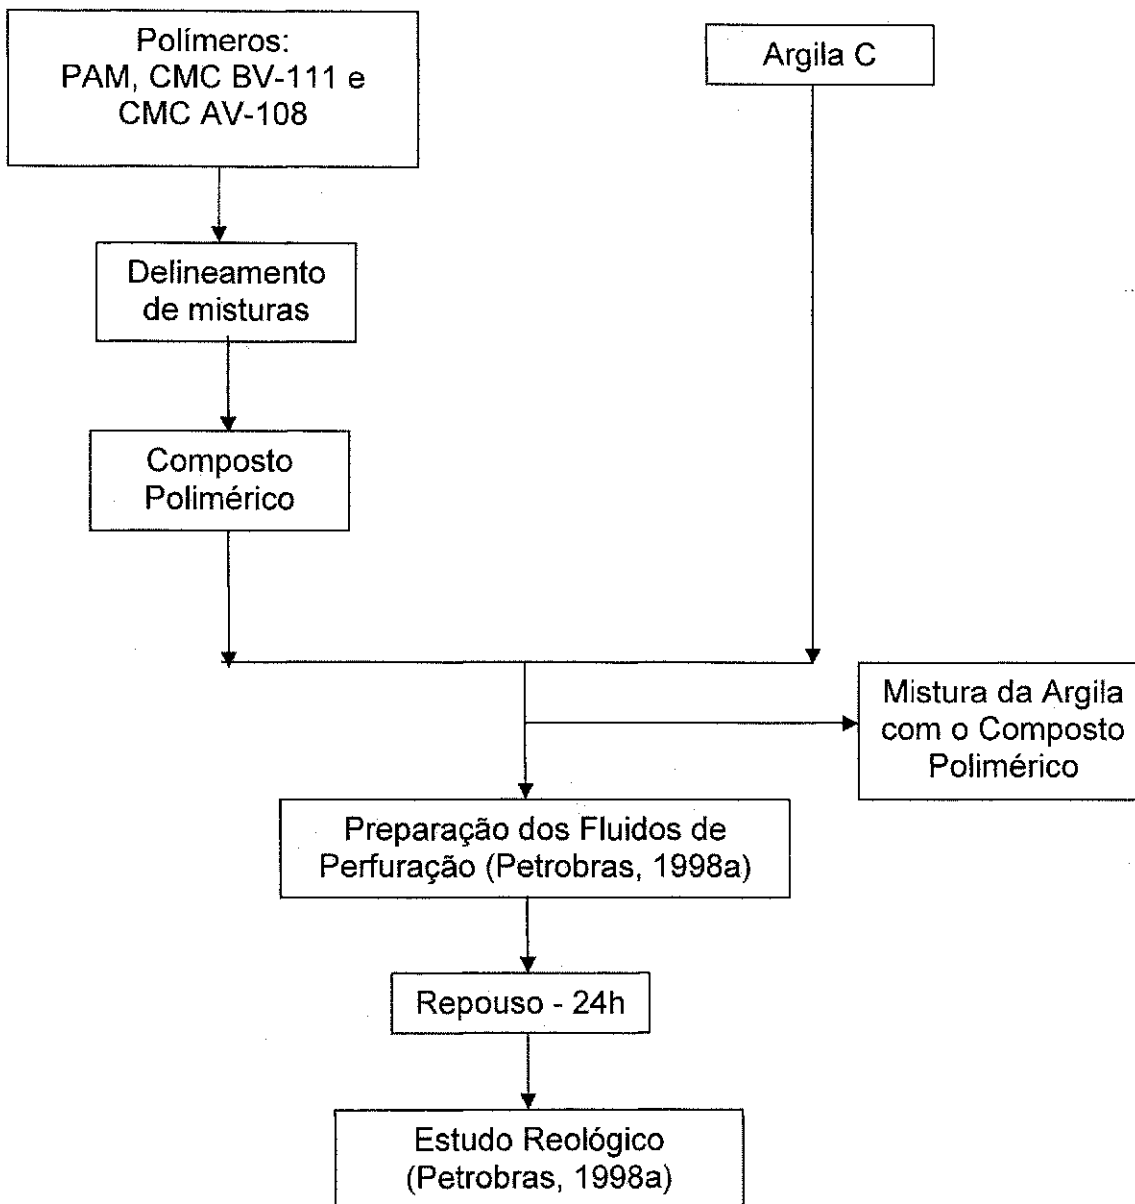 Polímeros:
PAM, CMC BV-111 e
CMC AV-108
Argila C
Delineamento
de misturas
Composto
Polimérico
Mistura da Argila
com o Composto
Polimérico
Preparação dos Fluidos de
Perfuração (Petrobras, 1998a)
Repouso - 24h
Estudo Reológico
(Petrobras, 1998a)